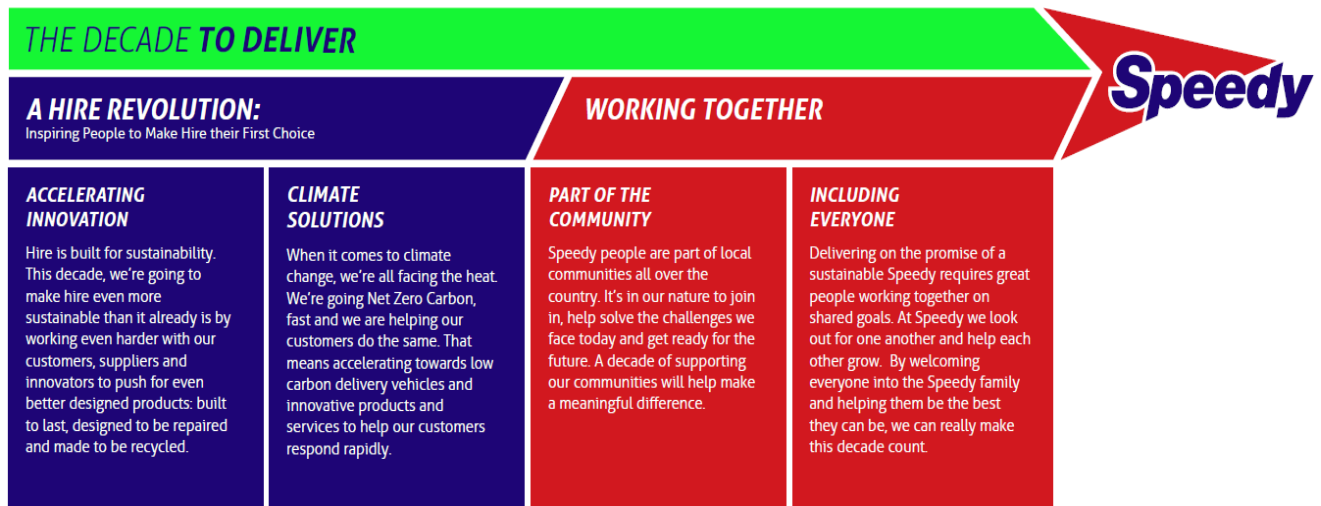 THE DECADE TO DELIVER
Speedy
A HIRE REVOLUTION:
Inspiring People to Make Hire their First Choice
WORKING TOGETHER
ACCELERATING
INNOVATION
Hire is built for sustainability.
This decade, we're going to
make hire even more
sustainable than it already is by
working even harder with our
customers, suppliers and
innovators to push for even
better designed products: built
to last, designed to be repaired
and made to be recycled.
CLIMATE
SOLUTIONS
When it comes to climate
change, we're all facing the heat.
We're going Net Zero Carbon,
fast and we are helping our
customers do the same. That
means accelerating towards low
carbon delivery vehicles and
innovative products and
services to help our customers
respond rapidly.
PART OF THE
COMMUNITY
Speedy people are part of local
communities all over the
country. It's in our nature to join
in, help solve the challenges we
face today and get ready for the
future. A decade of supporting
our communities will help make
a meaningful difference.
INCLUDING
EVERYONE
Delivering on the promise of a
sustainable Speedy requires great
people working together on
shared goals. At Speedy we look
out for one another and help each
other grow.  By welcoming
everyone into the Speedy family
and helping them be the best
they can be, we can really make
this decade count.